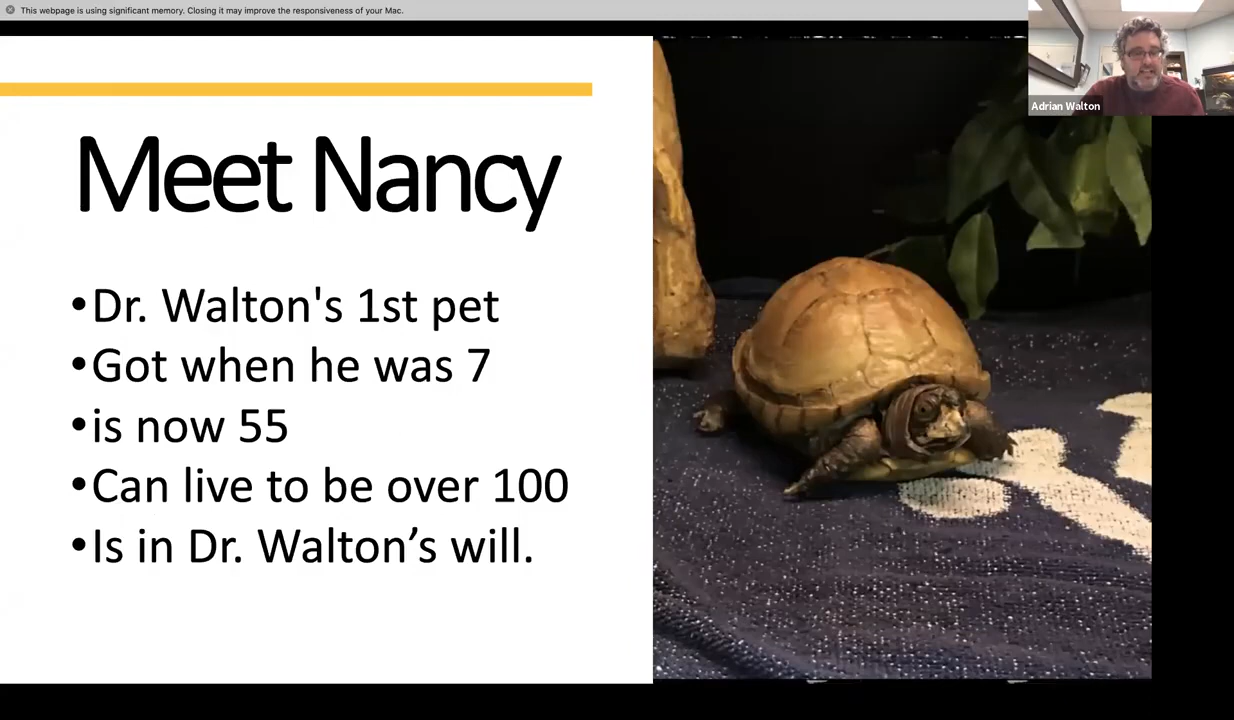 This webpage is using significant memory. Closing it may improve the responsiveness of your Mac.
Adrian Walton
Meet Nancy
•Dr. Walton's 1st pet
•Got when he was 7
•is now 55
•Can live to be over 100
•Is in Dr. Walton’s will.